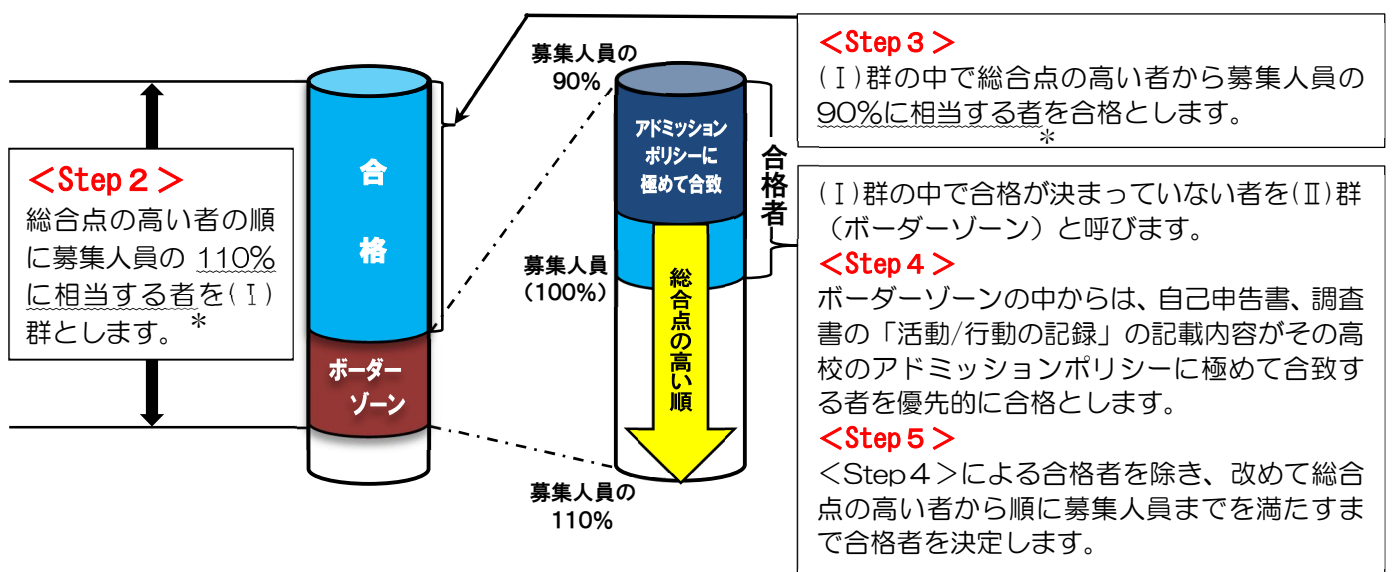 <Step2>
総合点の高い者の順
に募集人員の 110%
に相当する者を(Ⅰ)
群とします。*
合
格
ボーダー
ゾーン
募集人員の
90%
募集人員
(100%)
募集人員の
110%
アドミッション
ポリシーに
極めて合致
総合点の高い順
合格者
<Step3>
(Ⅰ)群の中で総合点の高い者から募集人員の
90%に相当する者を合格とします。
*
(Ⅰ)群の中で合格が決まっていない者を(Ⅱ)群
(ボーダーゾーン)と呼びます。
<Step4>
ボーダーゾーンの中からは、自己申告書、調査
書の「活動/行動の記録」の記載内容がその高
校のアドミッションポリシーに極めて合致す
る者を優先的に合格とします。
<Step5>
<Step4>による合格者を除き、改めて総合
点の高い者から順に募集人員までを満たすま
で合格者を決定します。